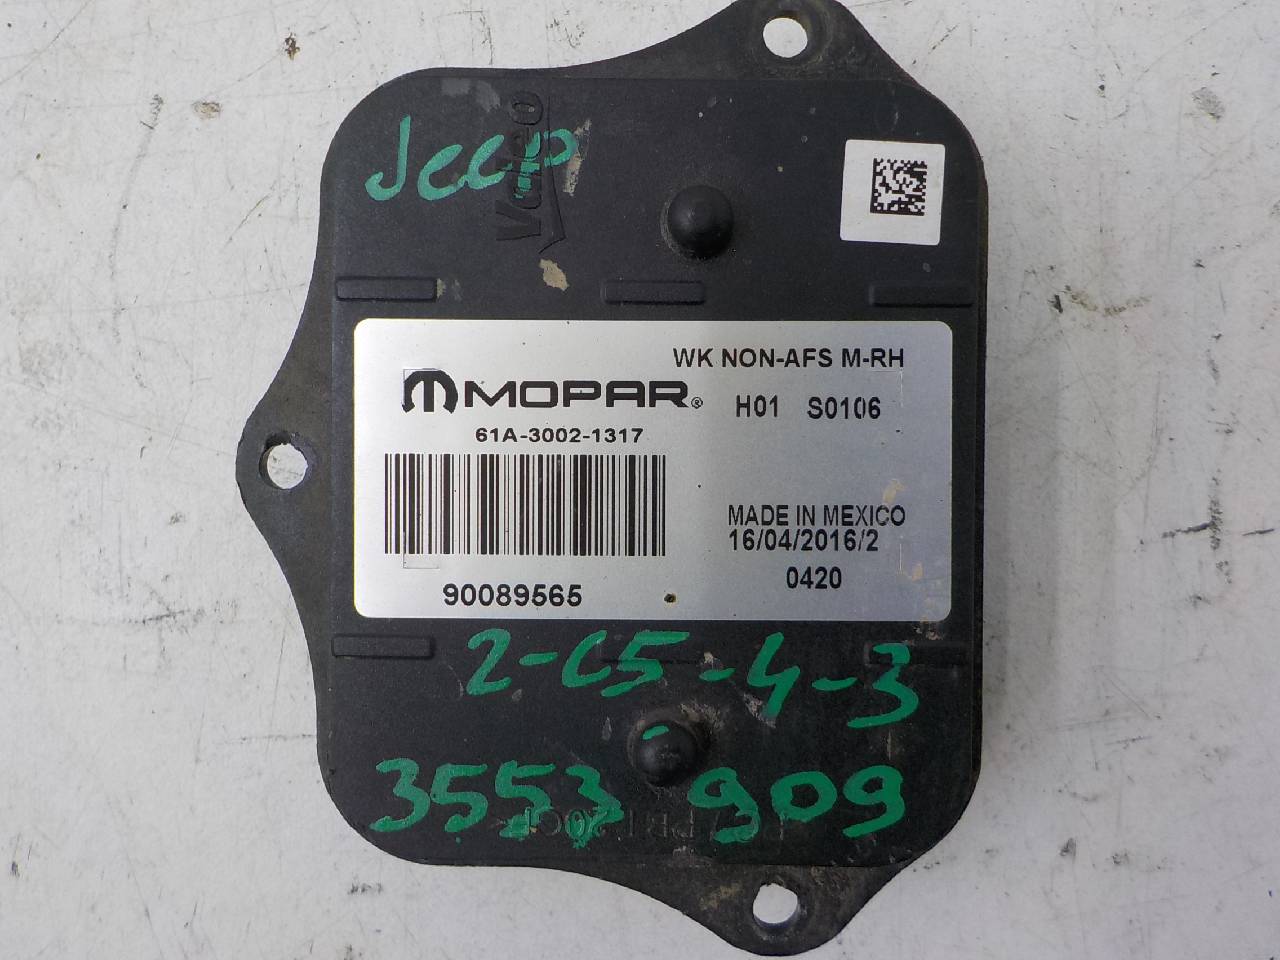 Jeep
Valeo
WK NON-AFS M-RH
MOPAR®
H01 S0106
61A-3002-1317
MADE IN MEXICO
16/04/2016/2
0420
90089565
2-C5-4-3
3553 909